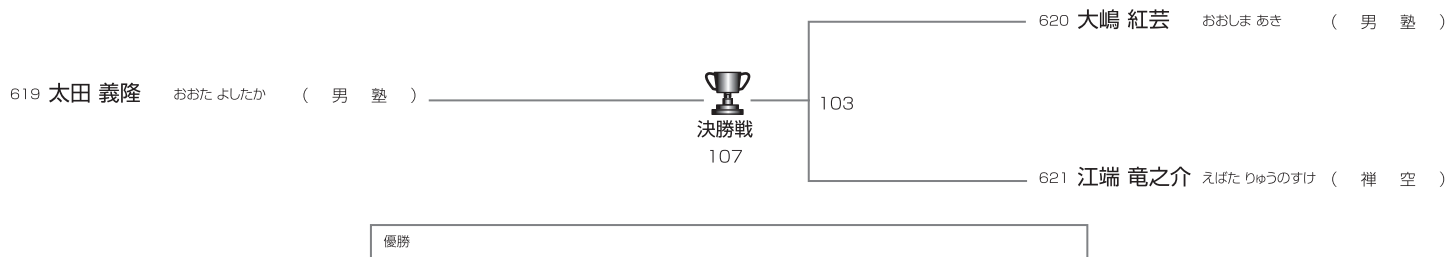 620 大嶋 紅芸 おおしま あき ( 男 塾 )
619 太田 義隆 おおた よしたか ( 男 塾 )
103
決勝戦
107
621 江端 竜之介 えばた りゅうのすけ ( 禅 空 )
優勝